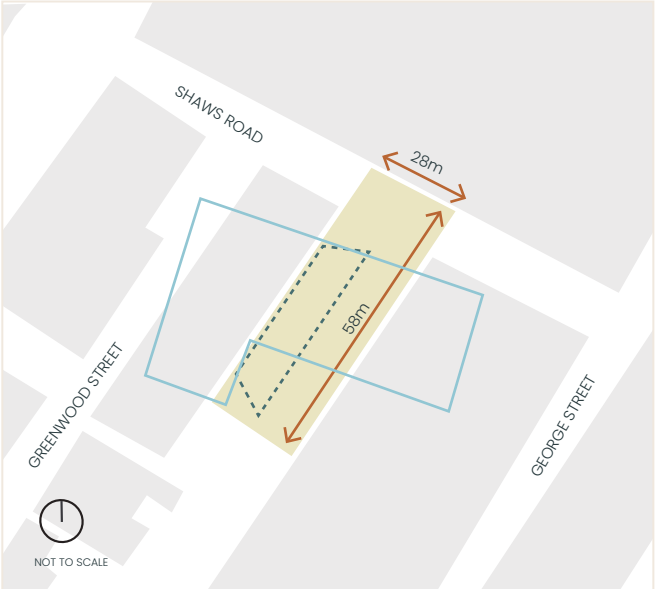 SHAWS ROAD
28m
58m
GREENWOOD STREET
GEORGE STREET
NOT TO SCALE